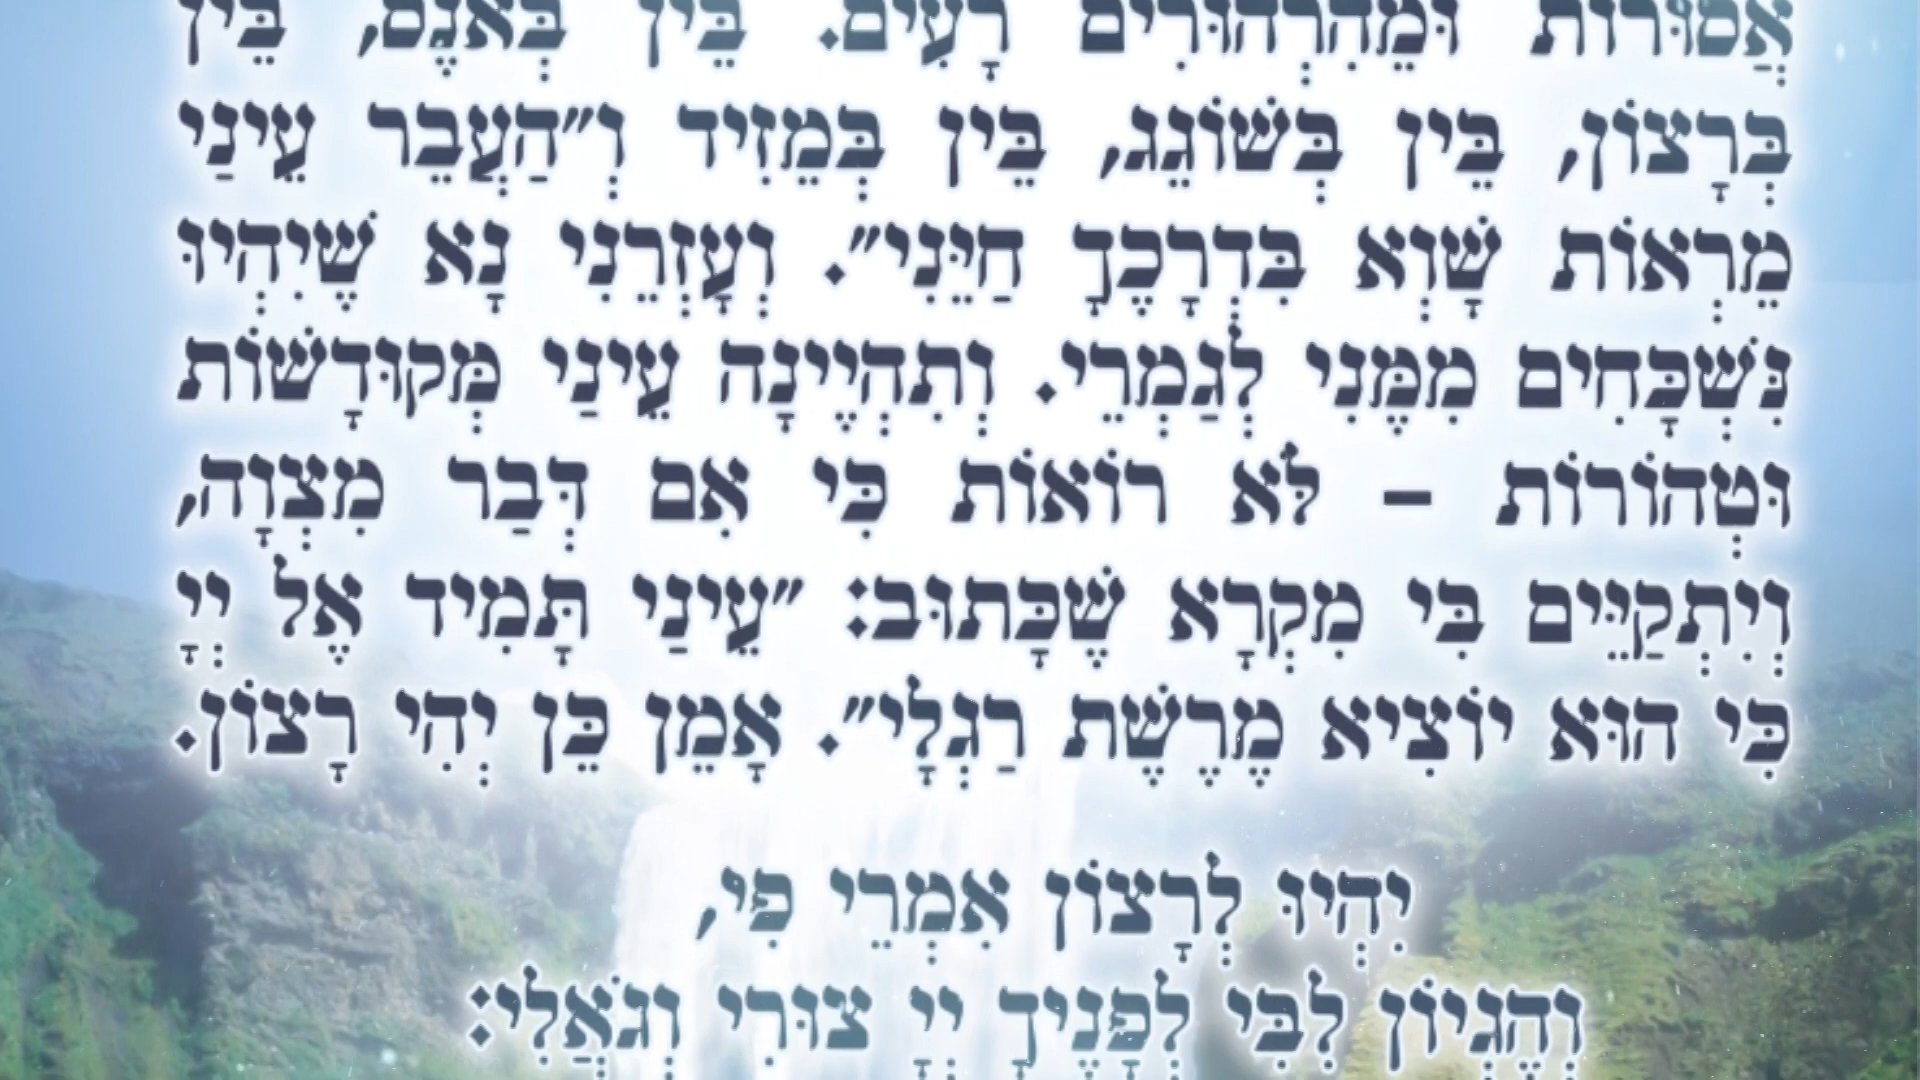 אֲסוּרוֹת וּמֵהִרְהוּרִים רָעִים. בֵּין בְּאֹנֶס, בֵּין
בְּרָצוֹן, בֵּין בְּשׁוֹגֵג, בֵּין בְּמֵזִיד וְ"הַעֲבֵר עֵינַי
מֵרְאוֹת שָׁוְא בִּדְרָכֶךָ חַיֵּנִי". וְעָזְרֵנִי נָא שֶׁיִהְיוּ
נִשְׁכָּחִים מִמֶּנִּי לְגַמְרֵי. וְתִהְיֶינָה עֵינַי מְקוּדָּשׁוֹת
וּטְהוֹרוֹת – לֹא רוֹאוֹת כִּי אִם דְּבַר מִצְוָה,
וְיִתְקַיֵּים בִּי מִקְרָא שֶׁכָּתוּב: "עֵינַי תָּמִיד אֶל יְיָ
כִּי הוּא יוֹצִיא מֶרֶשֶׁת רַגְלָי". אָמֵן כֵּן יְהִי רָצוֹן.
יִהְיוּ לְרָצוֹן אִמְרֵי פִי,
וְהֶגְיוֹן לִבִּי לְפָנֶיךָ יְיָ צוּרִי וְגֹאֲלִי: